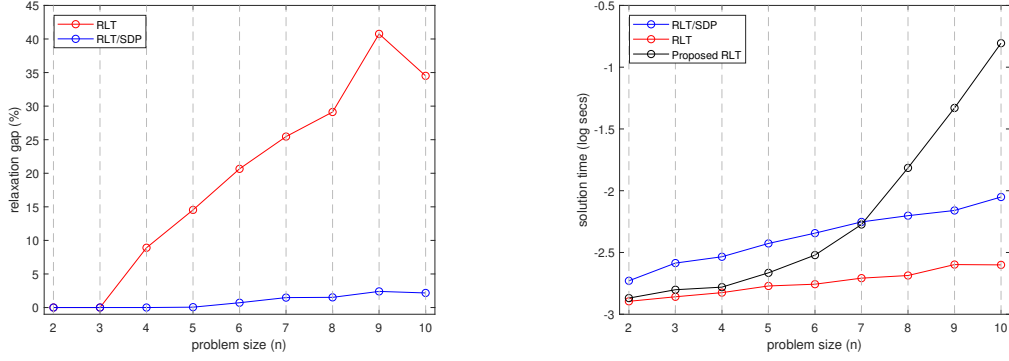 45
40
35
30
25
20
15
10
5
0
relaxation gap (%)
RLT
RLT/SDP
2 3 4 5 6 7 8 9 10
problem size (n)
-0.5
-1
-1.5
-2
-2.5
-3
solution time (log secs)
RLT/SDP
RLT
Proposed RLT
2 3 4 5 6 7 8 9 10
problem size (n)